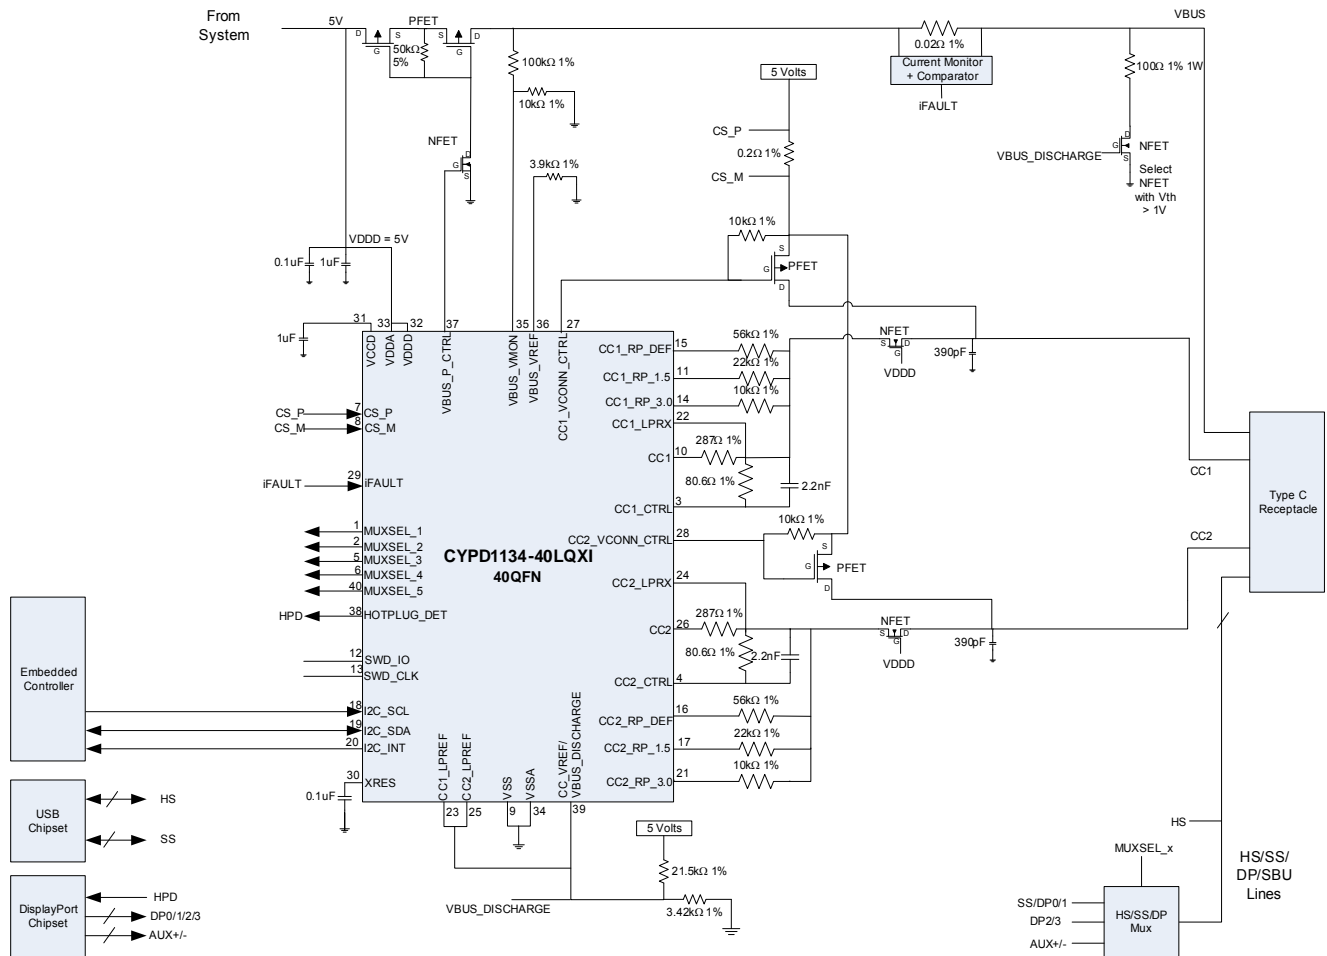 From
System
5V
PFET
D
S
G
50kΩ
5%
S
D
G
100kΩ 1%
10kΩ 1%
NFET
D
G
S
3.9kΩ 1%
5 Volts
CS_P
0.2Ω 1%
CS_M
10kΩ 1%
S
G
PFET
D
0.02Ω 1%
Current Monitor
+ Comparator
iFAULT
VBUS
100Ω 1% 1W
VBUS_DISCHARGE
D
G
S
NFET
Select
NFET
with Vth
> 1V
VDDD = 5V
0.1uF
1uF
1uF
31
33
32
37
35
36
27
VCCD
VDDA
VDDD
VBUS_P_CTRL
VBUS_VMON
VBUS_VREF
CC1_VCONN_CTRL
CS_P
7
CS_P
CS_M
8
CS_M
iFAULT
29
iFAULT
1
MUXSEL_1
2
MUXSEL_2
5
MUXSEL_3
6
MUXSEL_4
40
MUXSEL_5
HPD
38
HOTPLUG_DET
12
SWD_IO
13
SWD_CLK
18
I2C_SCL
19
I2C_SDA
20
I2C_INT
30
XRES
0.1uF
CYPD1134-40LQXI
40QFN
CC1_RP_DEF
15
56kΩ 1%
CC1_RP_1.5
11
22kΩ 1%
CC1_RP_3.0
14
10kΩ 1%
CC1_LPRX
22
CC1
10
287Ω 1%
80.6Ω 1%
2.2nF
CC1_CTRL
3
CC2_VCONN_CTRL
28
10kΩ 1%
S
G
PFET
D
CC2_LPRX
24
CC2
26
287Ω 1%
80.6Ω 1%
2.2nF
CC2_CTRL
4
CC2_RP_DEF
16
56kΩ 1%
CC2_RP_1.5
17
22kΩ 1%
CC2_RP_3.0
21
10kΩ 1%
NFET
S
D
G
VDDD
390pF
NFET
S
D
G
VDDD
390pF
CC1
CC2
Type C
Receptacle
CC1_LPREF
CC2_LPREF
VSS
VSSA
CC_VREF/
VBUS_DISCHARGE
23
25
9
34
39
5 Volts
21.5kΩ 1%
3.42kΩ 1%
VBUS_DISCHARGE
Embedded
Controller
USB
Chipset
HS
SS
DisplayPort
Chipset
HPD
DP0/1/2/3
AUX+/-
HS
MUXSEL_x
HS/SS/
DP/SBU
Lines
SS/DP0/1
DP2/3
AUX+/-
HS/SS/DP
Mux